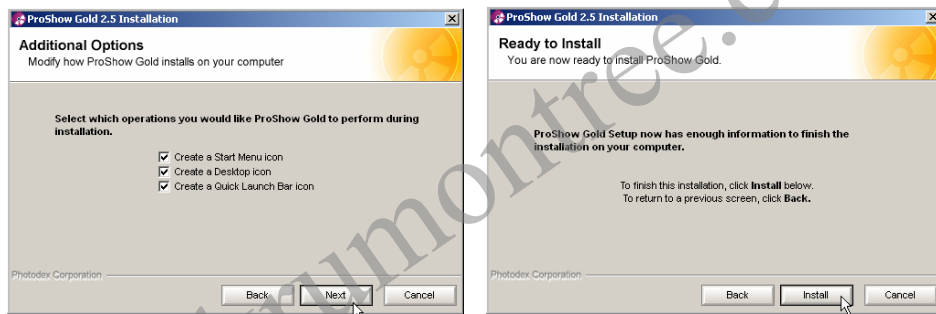 ProShow Gold 2.5 Installation
Additional Options
Modify how ProShow Gold installs on your computer
Select which operations you would like ProShow Gold to perform during
installation.
Create a Start Menu icon
Create a Desktop icon
Create a Quick Launch Bar icon
Photodex Corporation
Back Next Cancel
ProShow Gold 2.5 Installation
Ready to Install
You are now ready to install ProShow Gold.
ProShow Gold Setup now has enough information to finish the
installation on your computer.
To finish this installation, click Install below.
To return to a previous screen, click Back.
Photodex Corporation
Back Install Cancel